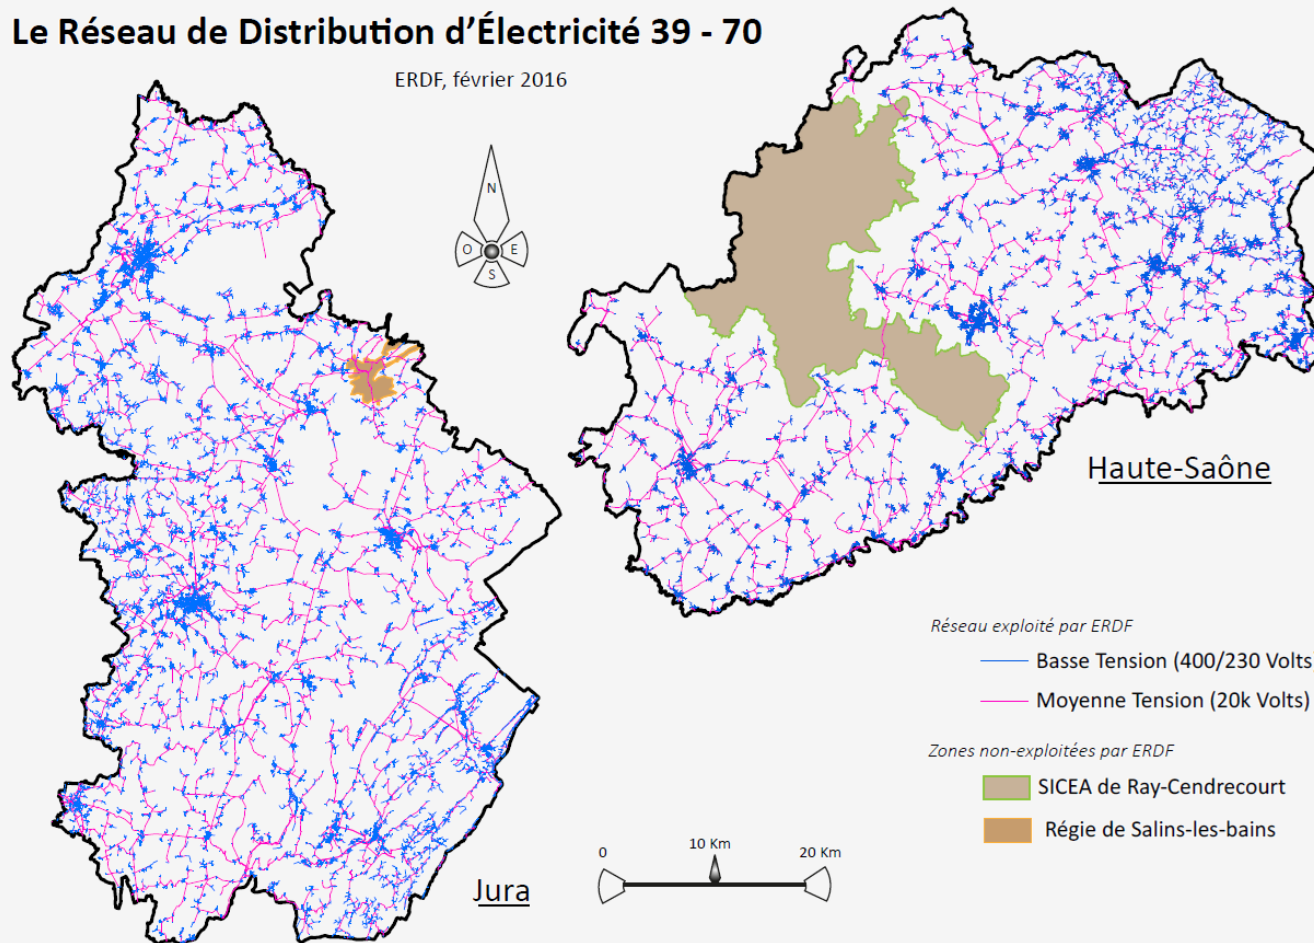 Le Réseau de Distribution d'Électricité 39 - 70
ERDF, février 2016
N
O
E
S
Haute-Saône
Réseau exploité par ERDF
Basse Tension (400/230 Volts)
Moyenne Tension (20k Volts)
Zones non-exploitées par ERDF
SICEA de Ray-Cendrecourt
Régie de Salins-les-bains
0
10 Km
20 Km
Jura